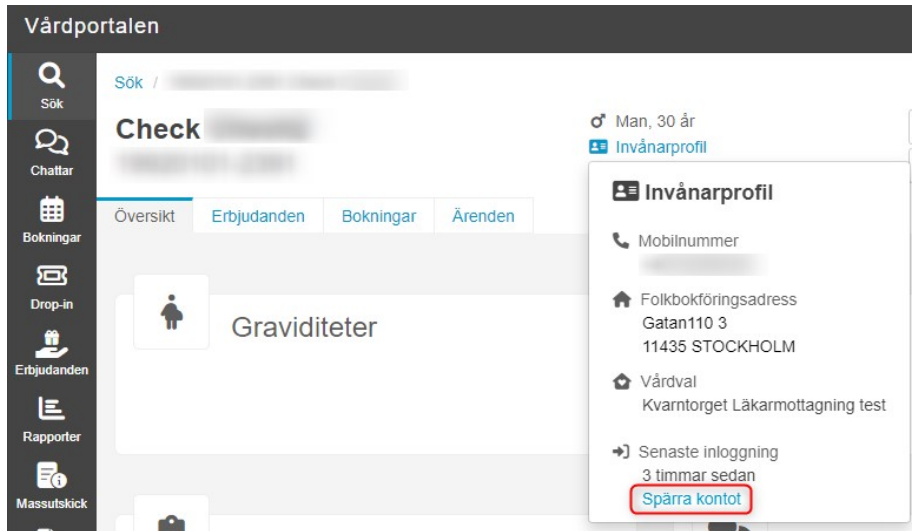 Vårdportalen
Sök
Chattar
Bokningar
Drop-in
Erbjudanden
Rapporter
Massutskick
Sök /
Check
Man, 30 år
Invånarprofil
Översikt Erbjudanden Bokningar Ärenden
Graviditeter
Invånarprofil
Mobilnummer
Folkbokföringsadress
Gatan110 3
11435 STOCKHOLM
Vårdval
Kvarntorget Läkarmottagning test
Senaste inloggning
3 timmar sedan
Spärra kontot